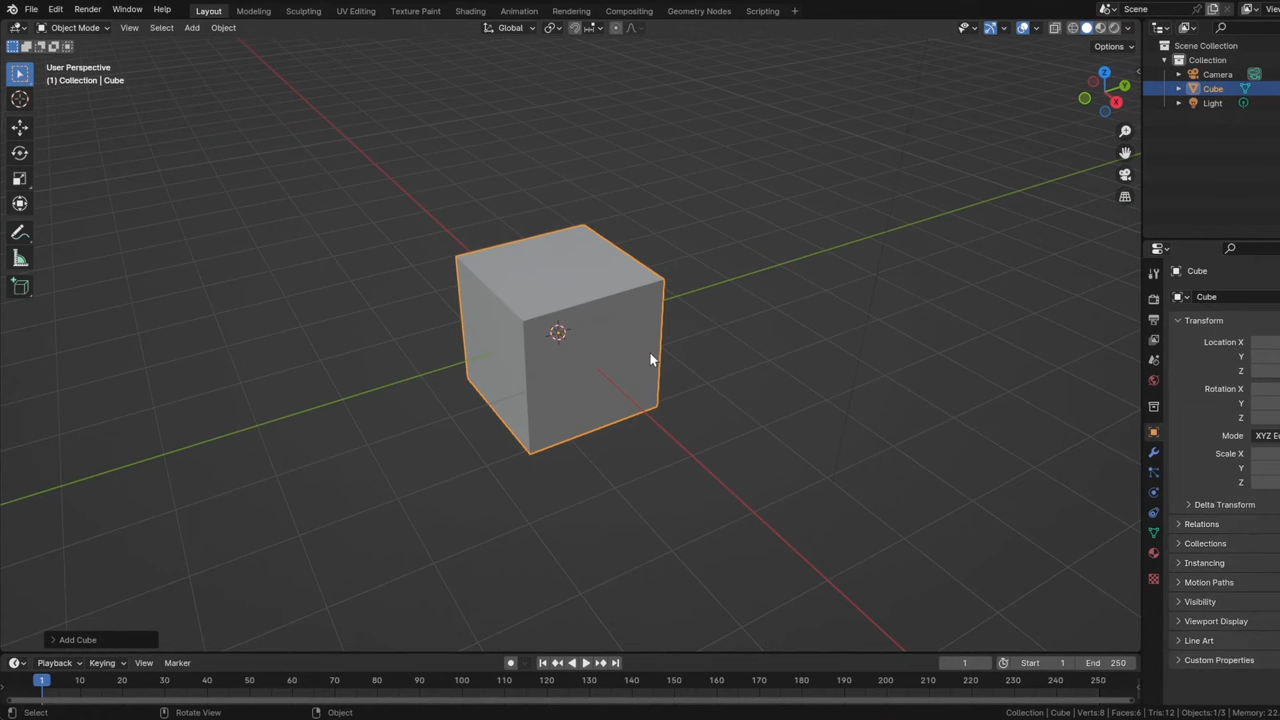 File Edit Render Window Help Layout Modeling Sculpting UV Editing Texture Paint Shading Animation Rendering Compositing Geometry Nodes Scripting + Scene
Object Mode View Select Add Object Global
Options
User Perspective
(1) Collection | Cube
Z
Y
X
Scene Collection
Collection
Camera
Cube
Light
Cube
Cube
Transform
Location X
Y
Z
Rotation X
Y
Z
Mode XYZ Eu
Scale X
Y
Z
Delta Transform
Relations
Collections
Instancing
Motion Paths
Visibility
Viewport Display
Line Art
Custom Properties
Add Cube
Playback Keying View Marker 1 Start 1 End 250
1 10 20 30 40 50 60 70 80 90 100 110 120 130 140 150 160 170 180 190 200 210 220 230 240 250
Select Rotate View Object Collection | Cube | Verts:8 | Faces:6 | Tris:12 | Objects:1/3 | Memory: 22.